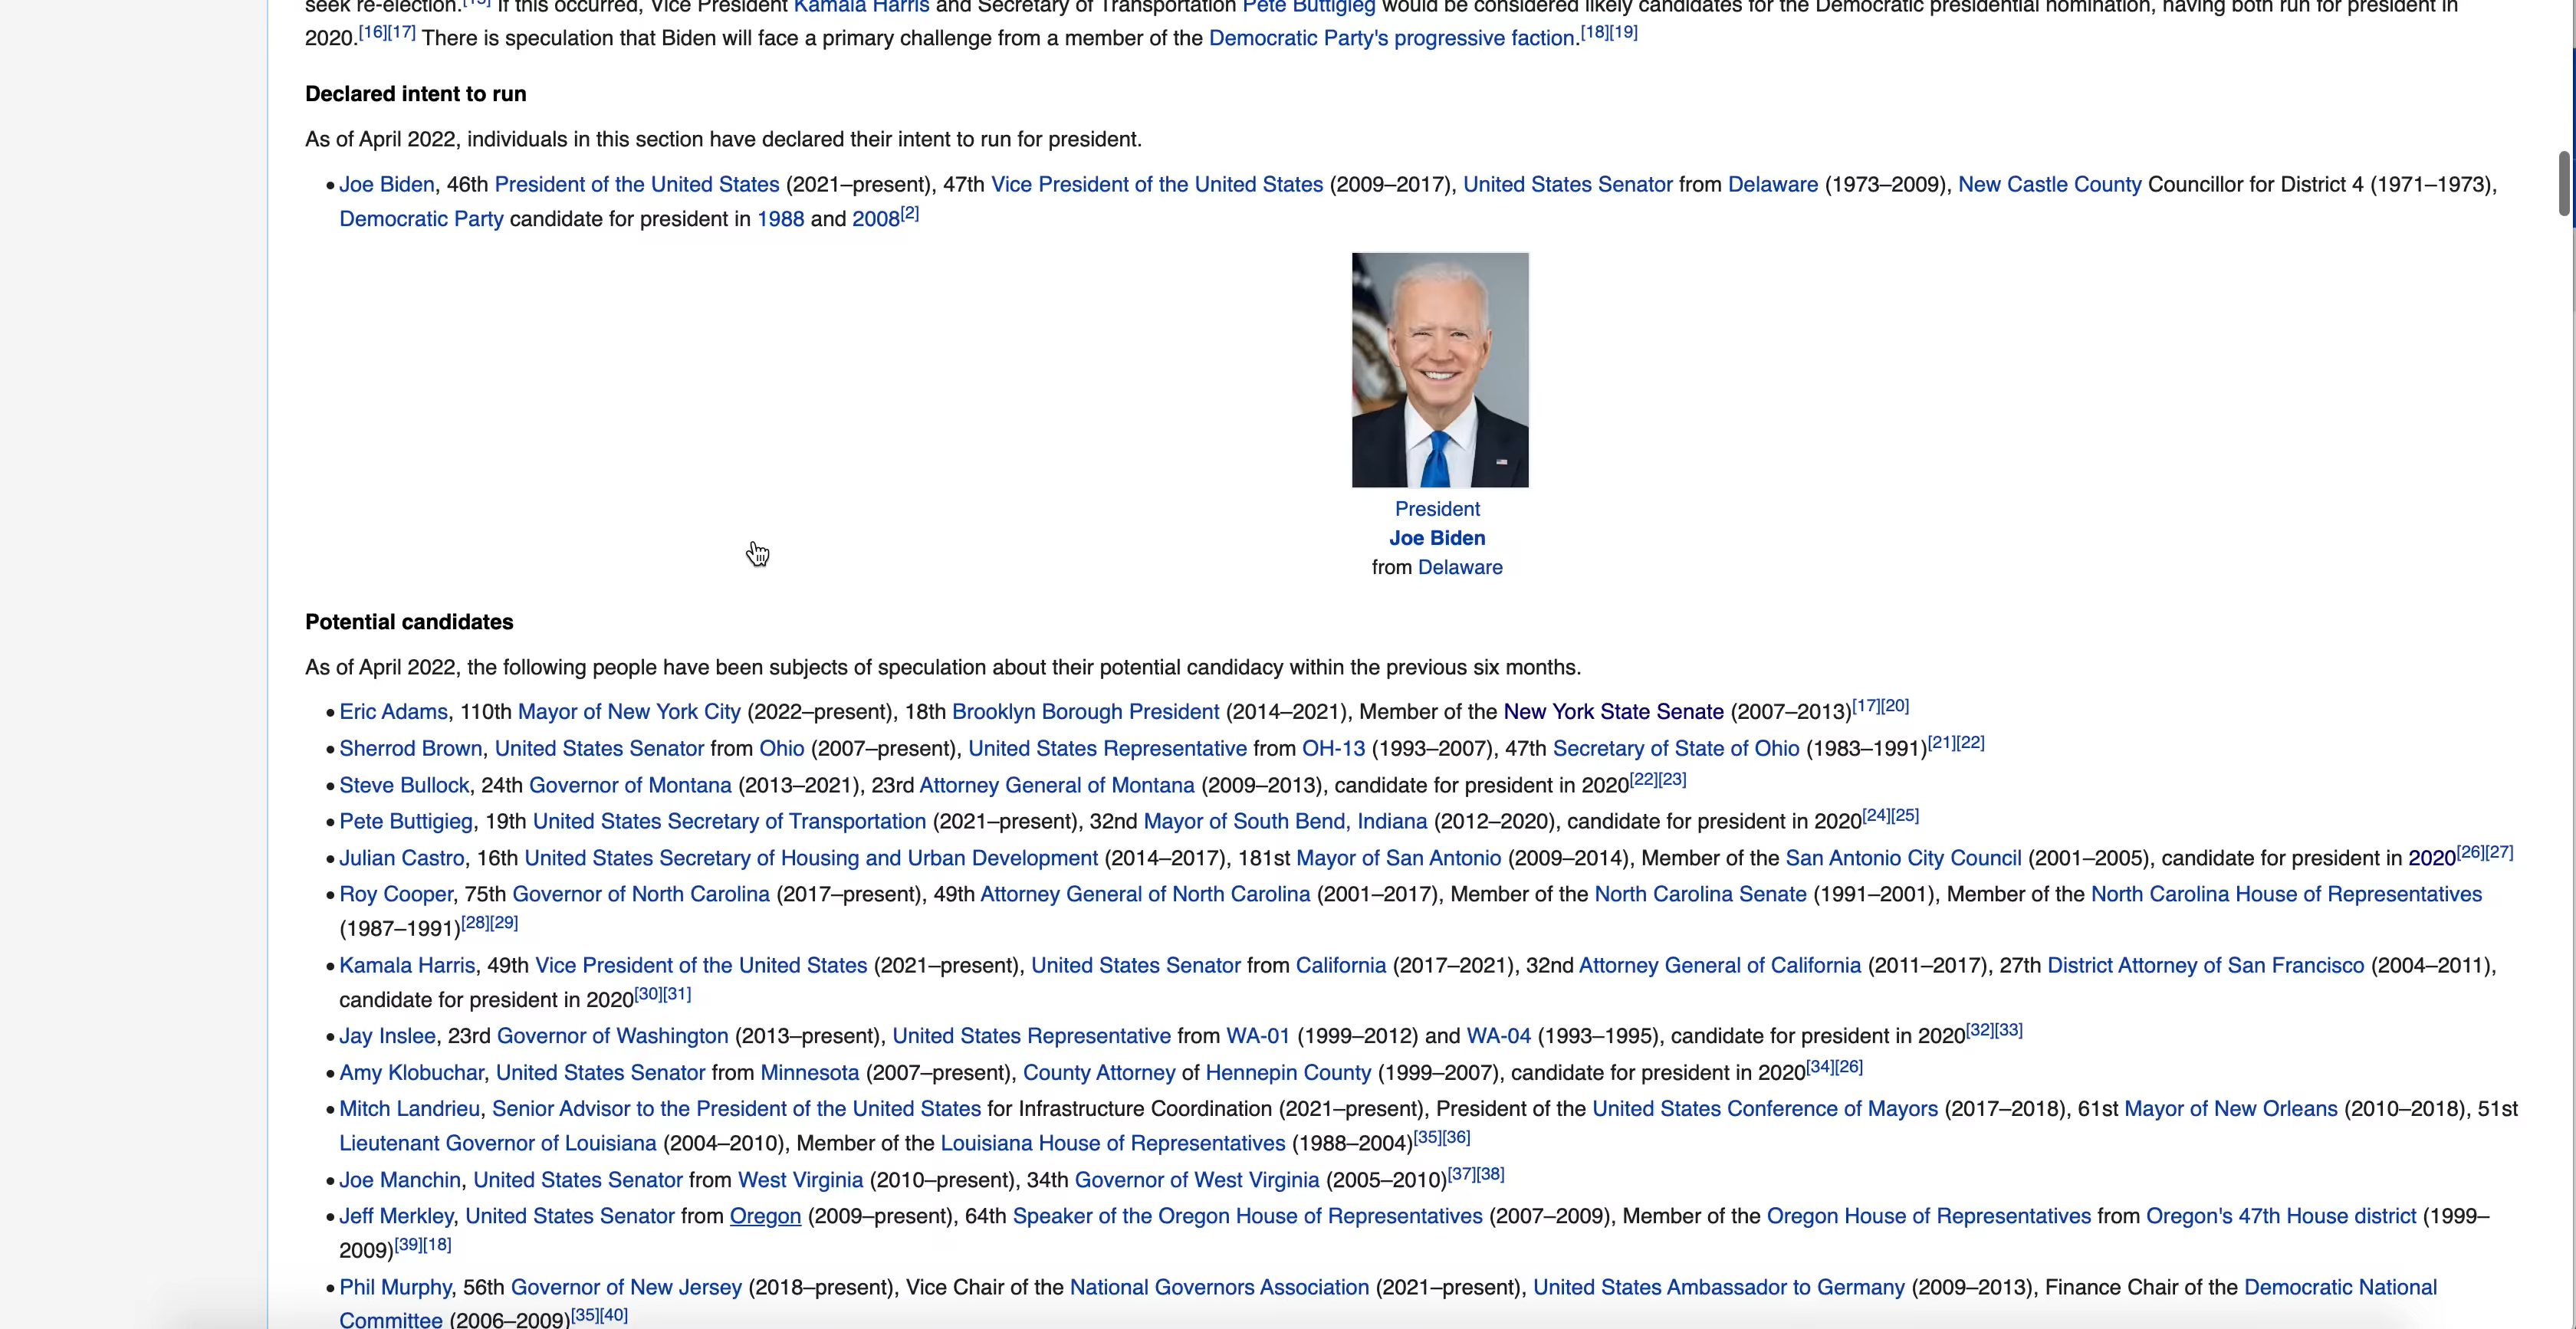 seek re-election.[15] If this occurred, Vice President Kamala Harris and Secretary of Transportation Pete Buttigieg would be considered likely candidates for the Democratic presidential nomination, having both run for president in
2020.[16][17] There is speculation that Biden will face a primary challenge from a member of the Democratic Party's progressive faction.[18][19]
Declared intent to run
As of April 2022, individuals in this section have declared their intent to run for president.
• Joe Biden, 46th President of the United States (2021–present), 47th Vice President of the United States (2009–2017), United States Senator from Delaware (1973–2009), New Castle County Councillor for District 4 (1971–1973),
Democratic Party candidate for president in 1988 and 2008[2]
President
Joe Biden
from Delaware
Potential candidates
As of April 2022, the following people have been subjects of speculation about their potential candidacy within the previous six months.
• Eric Adams, 110th Mayor of New York City (2022–present), 18th Brooklyn Borough President (2014–2021), Member of the New York State Senate (2007–2013)[17][20]
• Sherrod Brown, United States Senator from Ohio (2007–present), United States Representative from OH-13 (1993–2007), 47th Secretary of State of Ohio (1983–1991)[21][22]
• Steve Bullock, 24th Governor of Montana (2013–2021), 23rd Attorney General of Montana (2009–2013), candidate for president in 2020[22][23]
• Pete Buttigieg, 19th United States Secretary of Transportation (2021–present), 32nd Mayor of South Bend, Indiana (2012–2020), candidate for president in 2020[24][25]
• Julian Castro, 16th United States Secretary of Housing and Urban Development (2014–2017), 181st Mayor of San Antonio (2009–2014), Member of the San Antonio City Council (2001–2005), candidate for president in 2020[26][27]
• Roy Cooper, 75th Governor of North Carolina (2017–present), 49th Attorney General of North Carolina (2001–2017), Member of the North Carolina Senate (1991–2001), Member of the North Carolina House of Representatives
(1987–1991)[28][29]
• Kamala Harris, 49th Vice President of the United States (2021–present), United States Senator from California (2017–2021), 32nd Attorney General of California (2011–2017), 27th District Attorney of San Francisco (2004–2011),
candidate for president in 2020[30][31]
• Jay Inslee, 23rd Governor of Washington (2013–present), United States Representative from WA-01 (1999–2012) and WA-04 (1993–1995), candidate for president in 2020[32][33]
• Amy Klobuchar, United States Senator from Minnesota (2007–present), County Attorney of Hennepin County (1999–2007), candidate for president in 2020[34][26]
• Mitch Landrieu, Senior Advisor to the President of the United States for Infrastructure Coordination (2021–present), President of the United States Conference of Mayors (2017–2018), 61st Mayor of New Orleans (2010–2018), 51st
Lieutenant Governor of Louisiana (2004–2010), Member of the Louisiana House of Representatives (1988–2004)[35][36]
• Joe Manchin, United States Senator from West Virginia (2010–present), 34th Governor of West Virginia (2005–2010)[37][38]
• Jeff Merkley, United States Senator from Oregon (2009–present), 64th Speaker of the Oregon House of Representatives (2007–2009), Member of the Oregon House of Representatives from Oregon's 47th House district (1999–
2009)[39][18]
• Phil Murphy, 56th Governor of New Jersey (2018–present), Vice Chair of the National Governors Association (2021–present), United States Ambassador to Germany (2009–2013), Finance Chair of the Democratic National
Committee (2006–2009)[35][40]